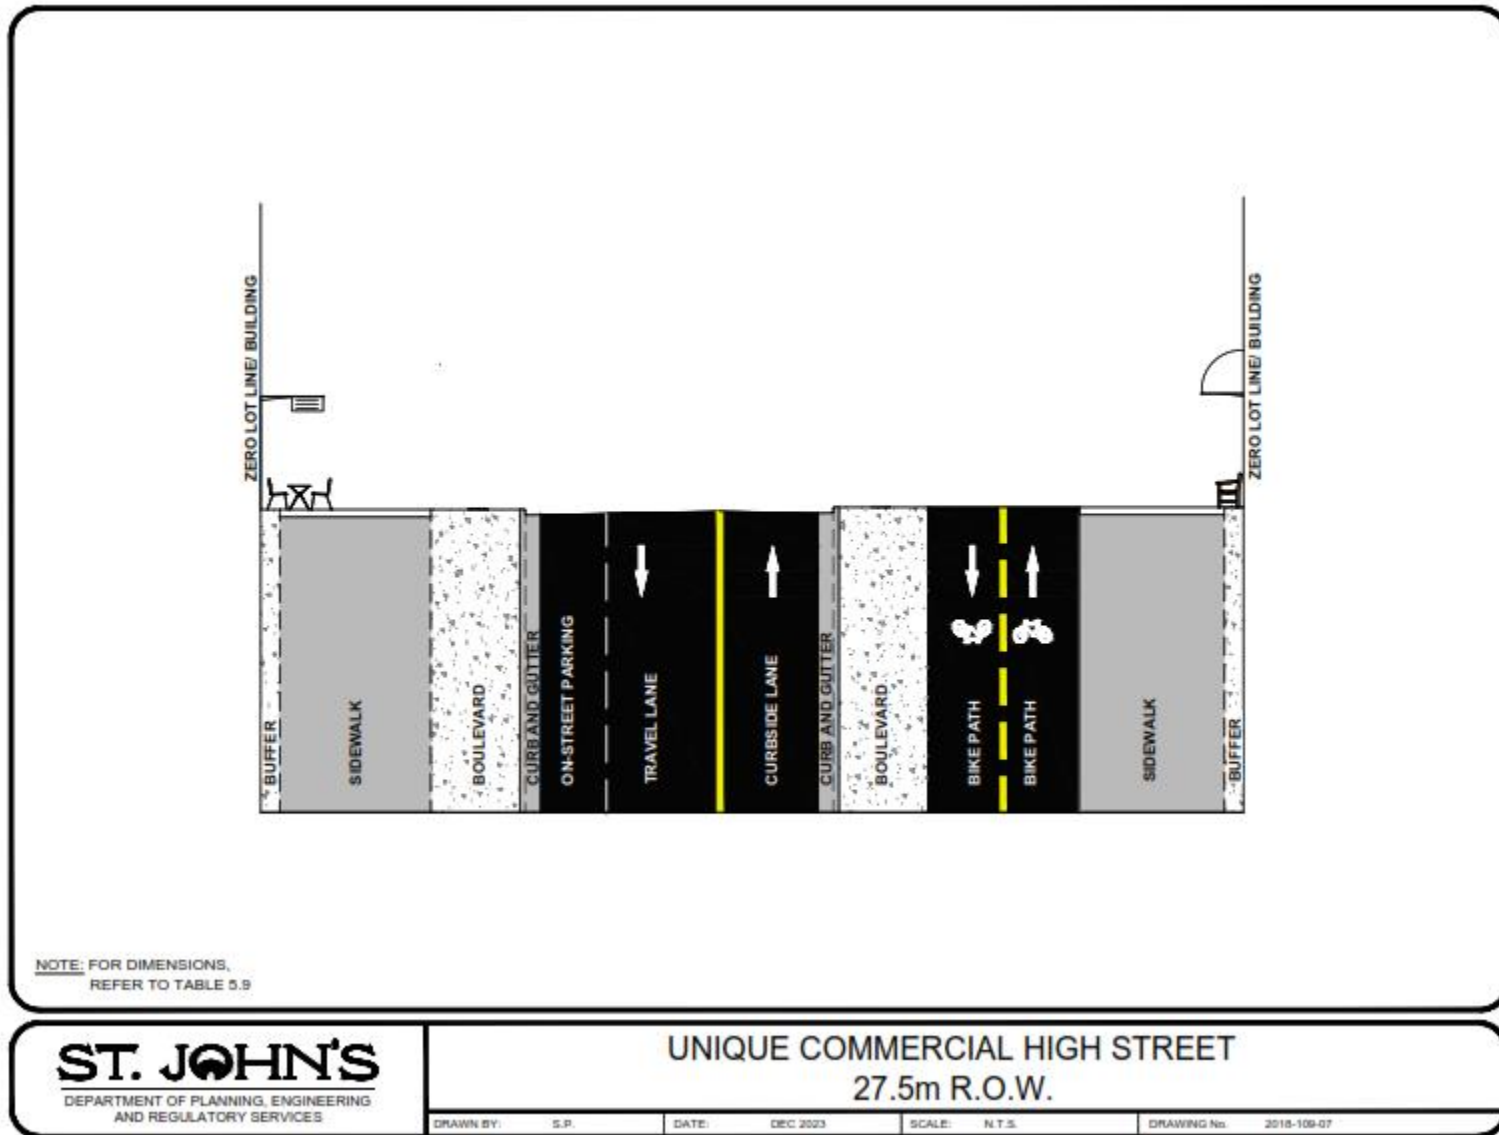 ZERO LOT LINE/ BUILDING
ZERO LOT LINE/ BUILDING
BUFFER
SIDEWALK
BOULEVARD
CURB AND GUTTER
ON-STREET PARKING
TRAVEL LANE
CURBSIDE LANE
CURB AND GUTTER
BOULEVARD
BIKE PATH
BIKE PATH
SIDEWALK
BUFFER
NOTE: FOR DIMENSIONS,
REFER TO TABLE 5.9
ST. JOHN'S
DEPARTMENT OF PLANNING, ENGINEERING
AND REGULATORY SERVICES
UNIQUE COMMERCIAL HIGH STREET
27.5m R.O.W.
DRAWN BY: S.P. DATE: DEC 2023 SCALE: N.T.S. DRAWING No. 2018-109-07